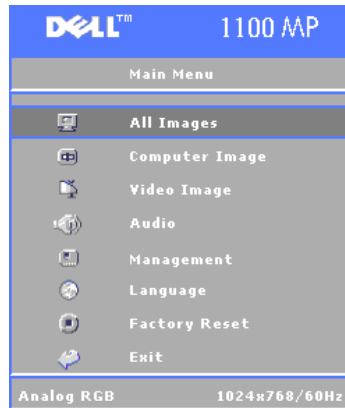 DELL™ 1100 MP
Main Menu
All Images
Computer Image
Video Image
Audio
Management
Language
Factory Reset
Exit
Analog RGB 1024x768/60Hz